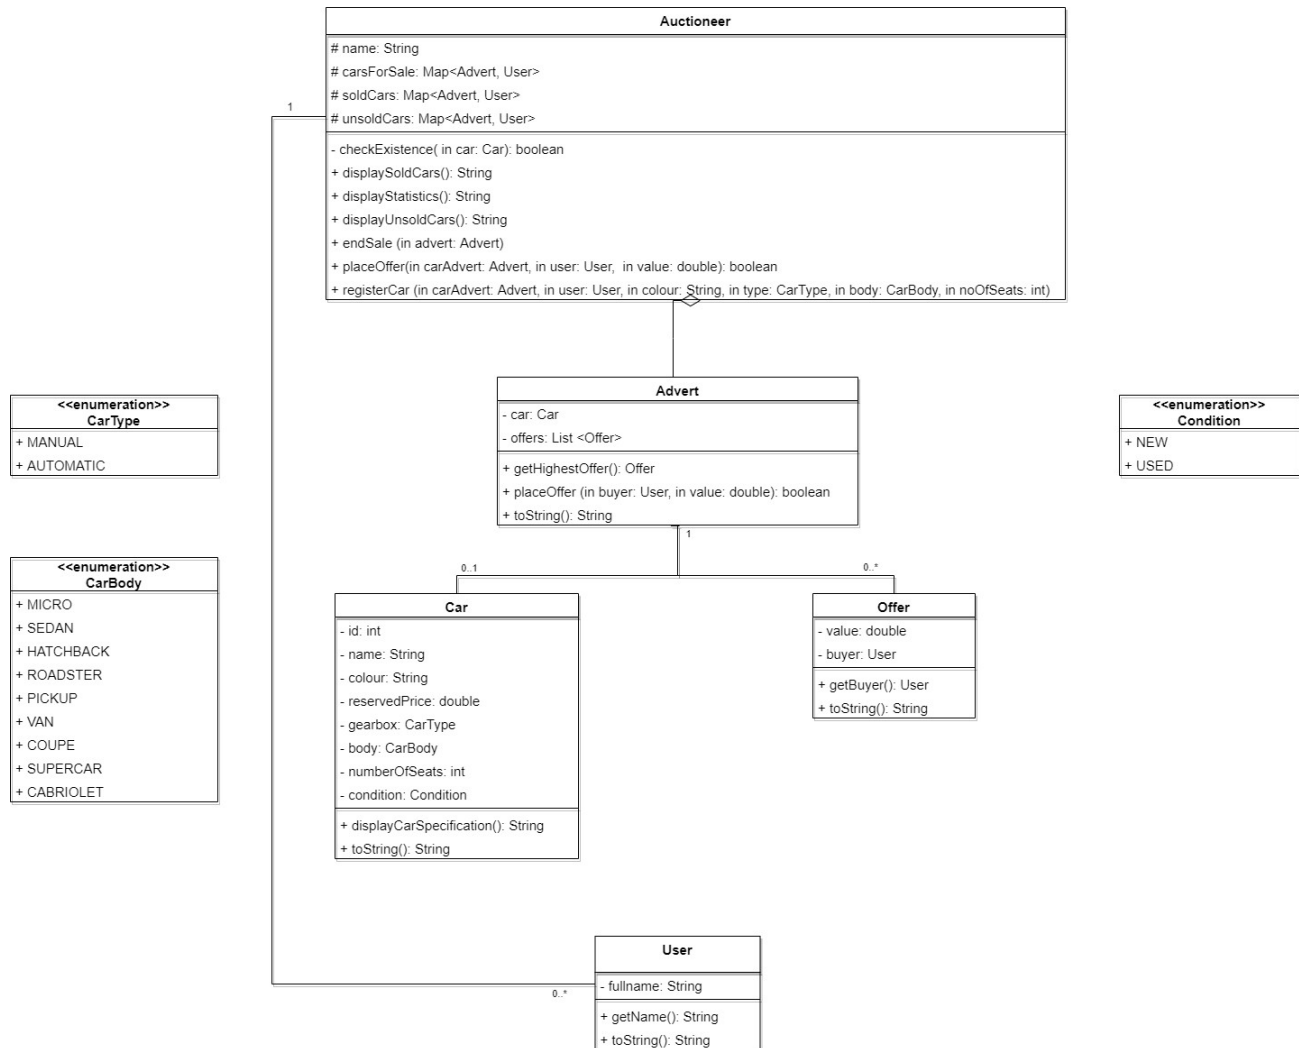 Auctioneer
# name: String
# carsForSale: Map<Advert, User>
# soldCars: Map<Advert, User>
1
# unsoldCars: Map<Advert, User>
- checkExistence( in car: Car): boolean
+ displaySoldCars(): String
+ displayStatistics(): String
+ displayUnsoldCars(): String
+ endSale (in advert: Advert)
+ placeOffer(in carAdvert: Advert, in user: User, in value: double): boolean
+ registerCar (in carAdvert: Advert, in user: User, in colour: String, in type: CarType, in body: CarBody, in noOfSeats: int)
<<enumeration>>
CarType
+ MANUAL
+ AUTOMATIC
Advert
- car: Car
- offers: List <Offer>
+ getHighestOffer(): Offer
+ placeOffer (in buyer: User, in value: double): boolean
+ toString(): String
<<enumeration>>
Condition
+ NEW
+ USED
1
0..1
0..*
<<enumeration>>
CarBody
+ MICRO
+ SEDAN
+ HATCHBACK
+ ROADSTER
+ PICKUP
+ VAN
+ COUPE
+ SUPERCAR
+ CABRIOLET
Car
- id: int
- name: String
- colour: String
- reservedPrice: double
- gearbox: CarType
- body: CarBody
- numberOfSeats: int
- condition: Condition
+ displayCarSpecification(): String
+ toString(): String
Offer
- value: double
- buyer: User
+ getBuyer(): User
+ toString(): String
User
- fullname: String
0..*
+ getName(): String
+ toString(): String